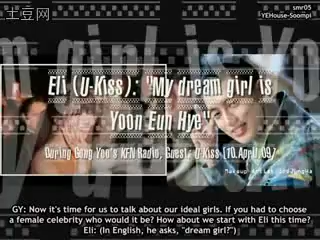 土豆网
smr05
YEHouse-Soompi
Eli (U-Kiss): "My dream girl is
Yoon Eun Hye"
During Gong Yoo's KFN Radio, Guest: U-Kiss [10.April.09]
GY: Now it's time for us to talk about our ideal girls. If you had to choose
a female celebrity who would it be? How about we start with Eli this time?
Eli: (In English, he asks, "dream girl?")